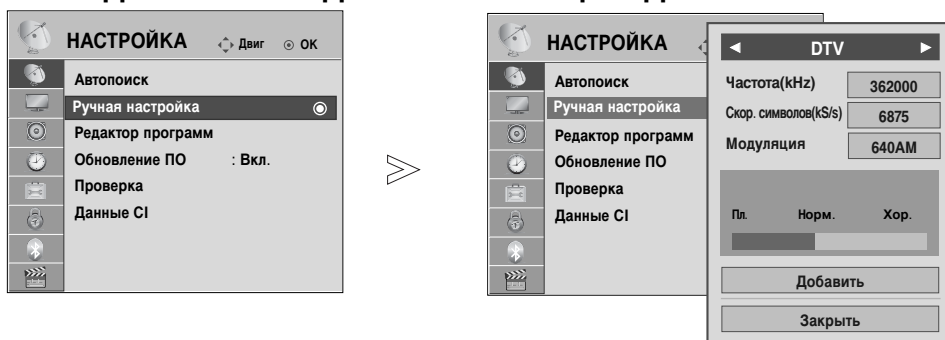 НАСТРОЙКА Двиг OK
Автопоиск
Ручная настройка
Редактор программ
Обновление ПО : Вкл.
Проверка
Данные CI
НАСТРОЙКА
Автопоиск
Ручная настройка
Редактор программ
Обновление ПО
Проверка
Данные CI
DTV
Частота(kHz) 362000
Скор. символов(kS/s) 6875
Модуляция 640AM
Пл. Норм. Хор.
Добавить
Закрыть